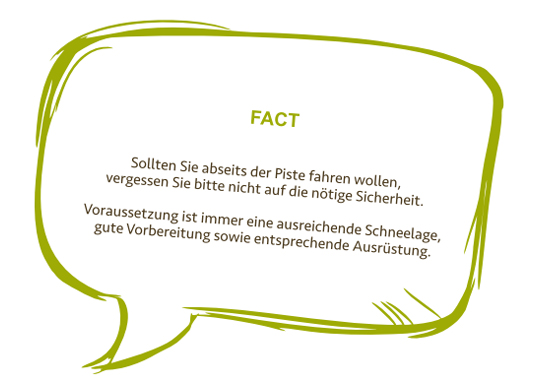 FACT
Sollten Sie abseits der Piste fahren wollen,
vergessen Sie bitte nicht auf die nötige Sicherheit.
Voraussetzung ist immer eine ausreichende Schneelage,
gute Vorbereitung sowie entsprechende Ausrüstung.